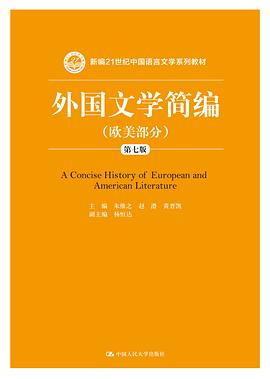 新编21世纪中国语言文学系列教材
外国文学简编
（欧美部分）
第七版
A Concise History of European and
American Literature
主 编 朱维之 赵 澧 黄晋凯
副主编 杨恒达
中国人民大学出版社